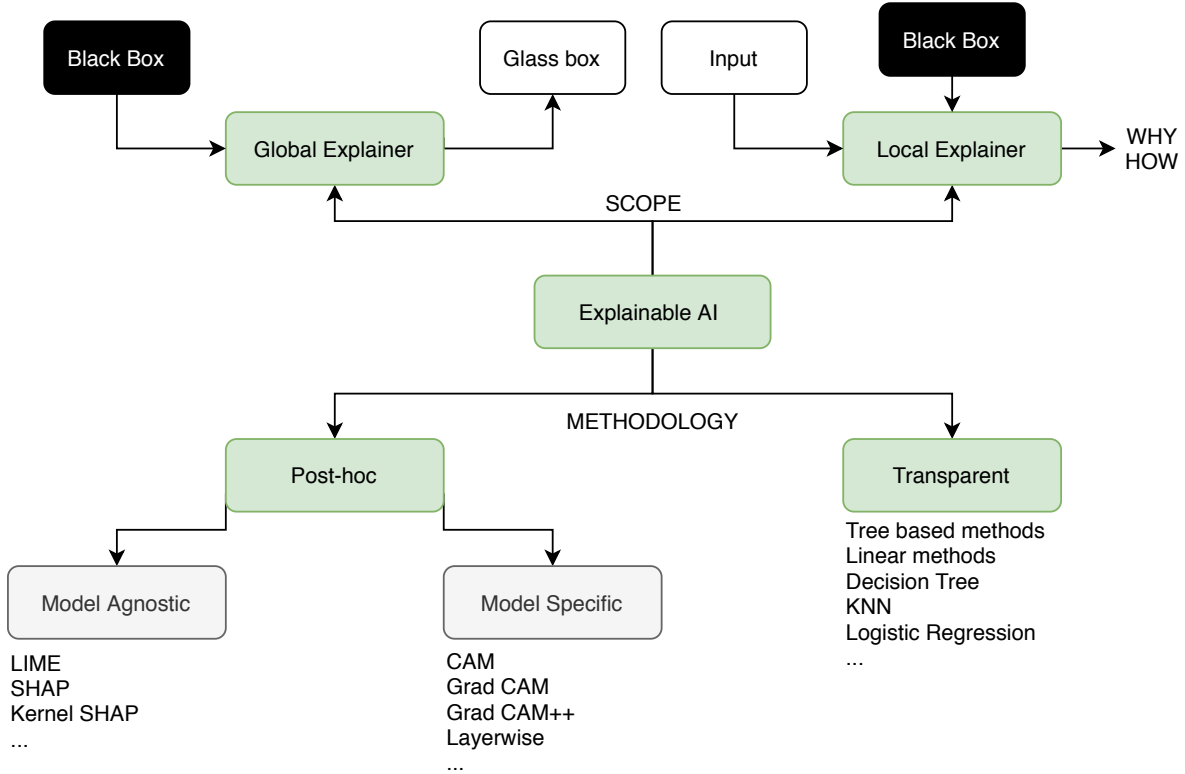 Black Box
Glass box
Input
Black Box
Global Explainer
Local Explainer
WHY
HOW
SCOPE
Explainable AI
METHODOLOGY
Post-hoc
Transparent
Tree based methods
Linear methods
Decision Tree
KNN
Logistic Regression
...
Model Agnostic
LIME
SHAP
Kernel SHAP
...
Model Specific
CAM
Grad CAM
Grad CAM++
Layerwise
...